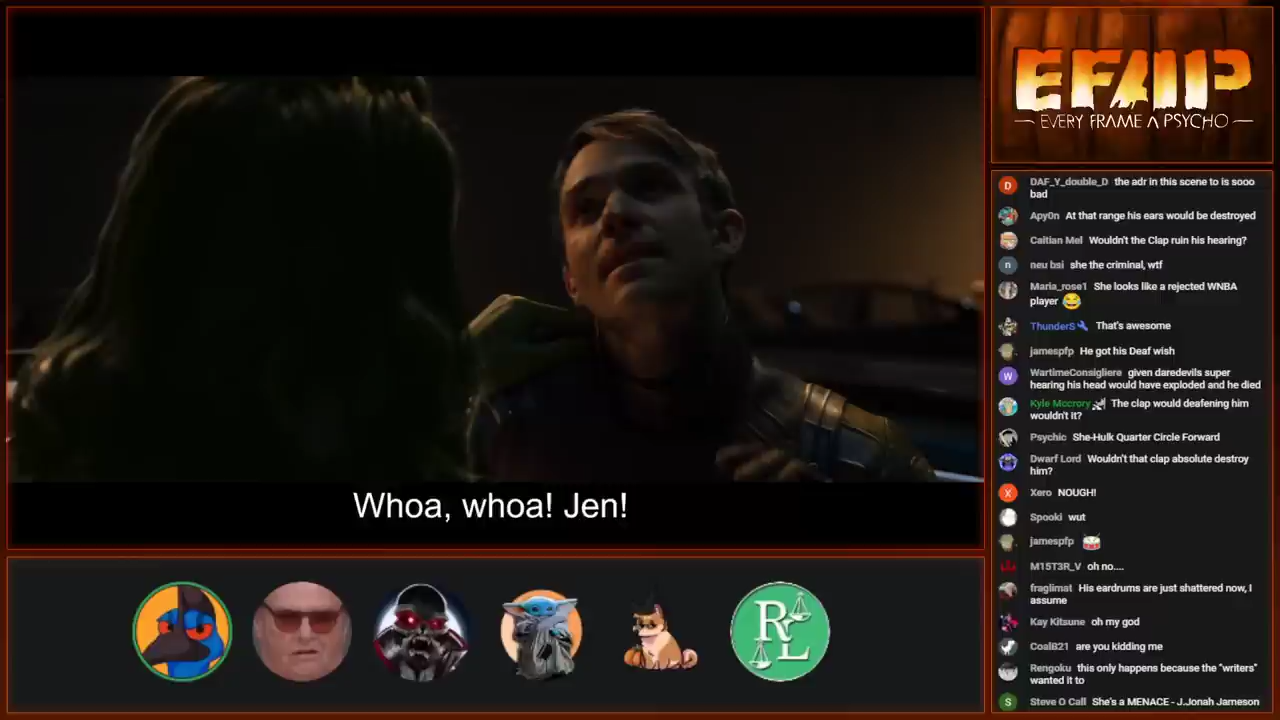 EFAP
EVERY FRAME A PSYCHO
DAF_Y_double_D the adr in this scene to is sooo
bad
Apy0n At that range his ears would be destroyed
Caitian Mel Wouldn't the Clap ruin his hearing?
neu bsi she the criminal, wtf
Maria_rose1 She looks like a rejected WNBA
player 😂
ThunderS That's awesome
jamespfp He got his Deaf wish
WartimeConsigliere given daredevils super
hearing his head would have exploded and he died
Kyle Mccrory The clap would deafening him
wouldn't it?
Psychic She-Hulk Quarter Circle Forward
Dwarf Lord Wouldn't that clap absolute destroy
him?
Xero NOUGH!
Spooki wut
jamespfp 🥁
M15T3R_V oh no....
fraglimat His eardrums are just shattered now, I
assume
Kay Kitsune oh my god
CoalB21 are you kidding me
Rengoku this only happens because the "writers"
wanted it to
Steve O Call She's a MENACE - J.Jonah Jameson
Whoa, whoa! Jen!
D
n
W
X
S
R
L